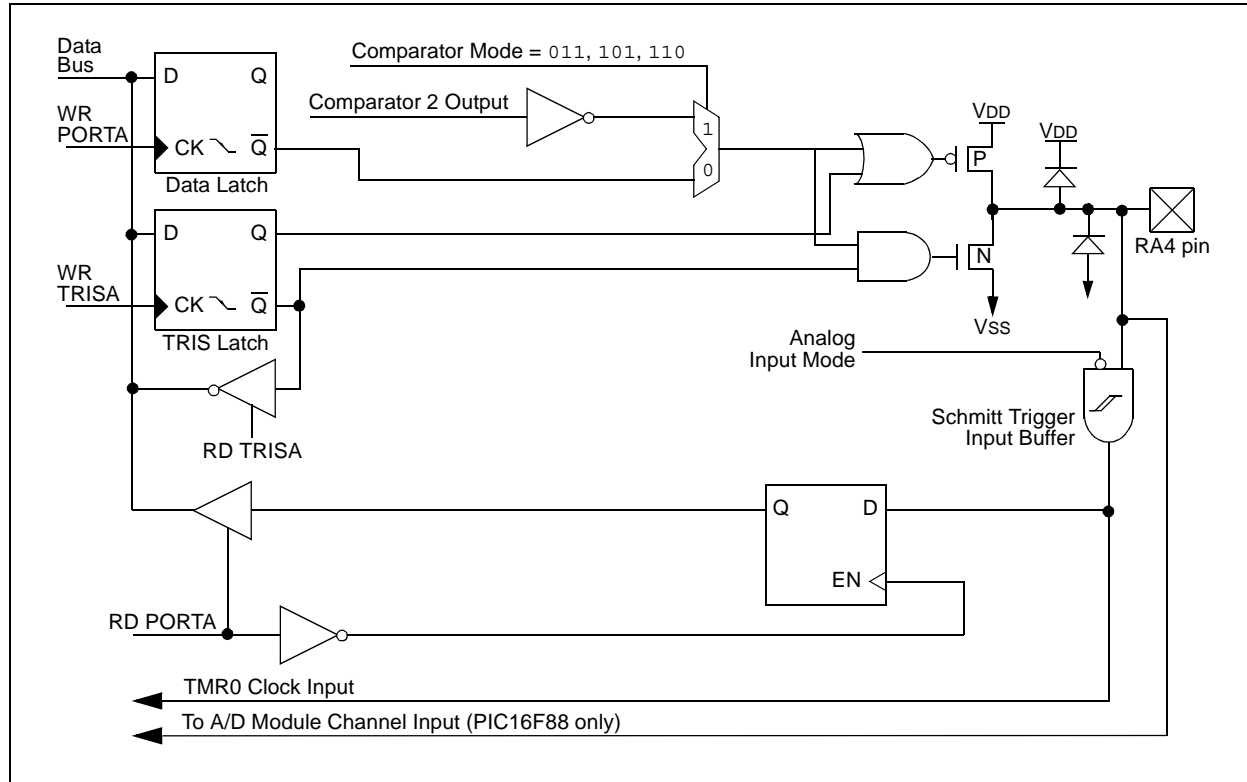 Data
Bus
D Q
WR
PORTA
CK Q
Data Latch
Comparator Mode = 011, 101, 110
Comparator 2 Output
1
0
VDD
P
VDD
RA4 pin
N
VSS
D Q
WR
TRISA
CK Q
TRIS Latch
RD TRISA
Analog
Input Mode
Schmitt Trigger
Input Buffer
Q D
EN
RD PORTA
TMR0 Clock Input
To A/D Module Channel Input (PIC16F88 only)